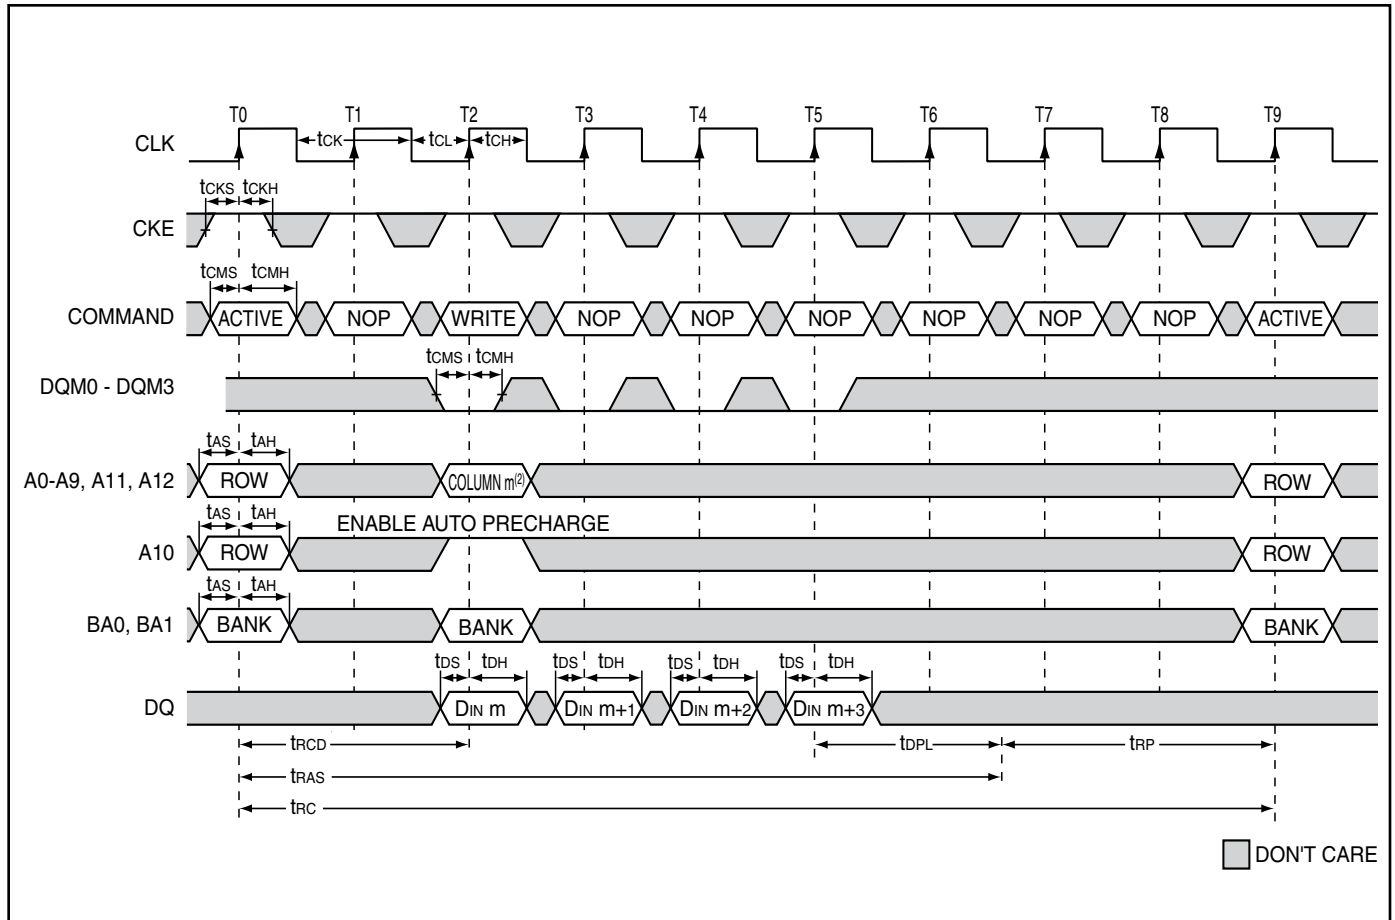 T0 T1 T2 T3 T4 T5 T6 T7 T8 T9
CLK tCK tCL tCH
tCKS tCKH
CKE
tCMS tCMH
COMMAND ACTIVE NOP WRITE NOP NOP NOP NOP NOP NOP ACTIVE
tCMS tCMH
DQM0 - DQM3
tAS tAH
A0-A9, A11, A12 ROW COLUMN m(2) ROW
tAS tAH ENABLE AUTO PRECHARGE
A10 ROW ROW
tAS tAH
BA0, BA1 BANK BANK BANK
tDS tDH tDS tDH tDS tDH tDS tDH
DQ DIN m DIN m+1 DIN m+2 DIN m+3
tRCD tDPL tRP
tRAS
tRC
DON'T CARE